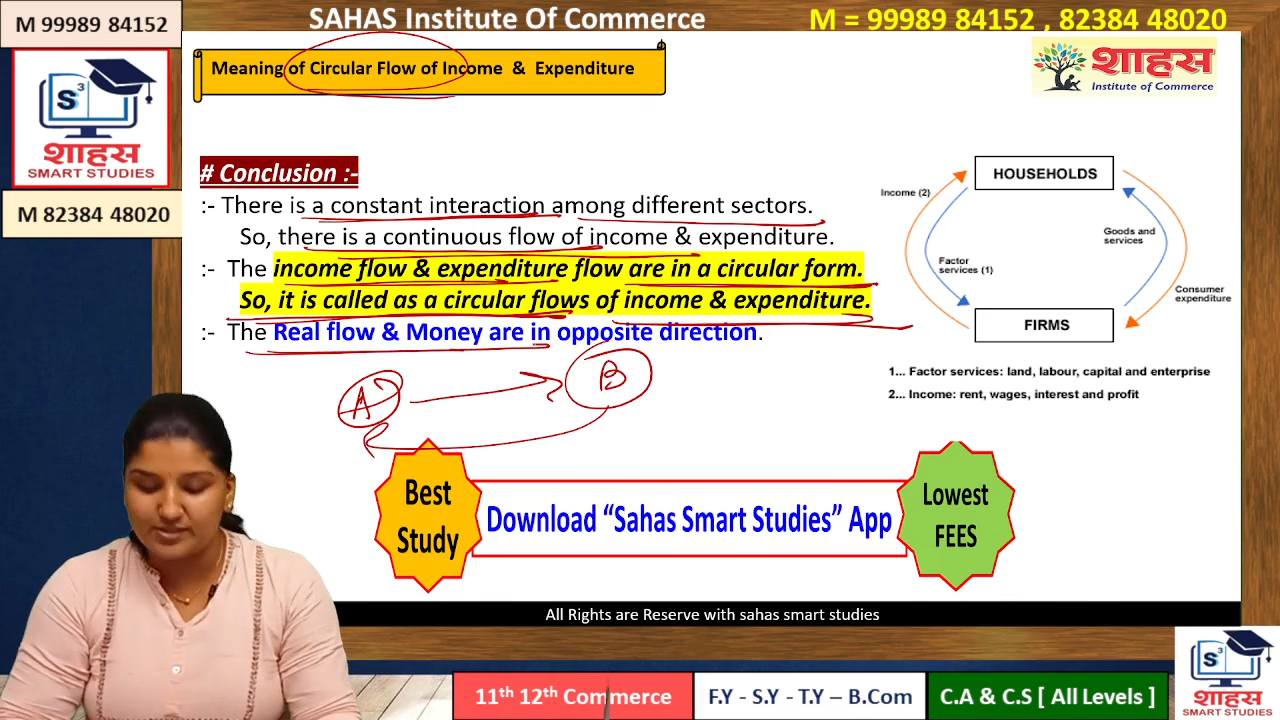 M 99989 84152
SAHAS Institute Of Commerce
M = 99989 84152 , 82384 48020
Meaning of Circular Flow of Income & Expenditure
शाहस
Institute of Commerce
S³
शाहस
SMART STUDIES
M 82384 48020
# Conclusion :-
:- There is a constant interaction among different sectors.
So, there is a continuous flow of income & expenditure.
:- The income flow & expenditure flow are in a circular form.
So, it is called as a circular flows of income & expenditure.
:- The Real flow & Money are in opposite direction.
A
B
HOUSEHOLDS
Income (2)
Goods and
services
Factor
services (1)
Consumer
expenditure
FIRMS
1... Factor services: land, labour, capital and enterprise
2... Income: rent, wages, interest and profit
Best
Study
Download “Sahas Smart Studies” App
Lowest
FEES
All Rights are Reserve with sahas smart studies
11th 12th Commerce
F.Y - S.Y - T.Y – B.Com
C.A & C.S [ All Levels ]
S³
शाहस
SMART STUDIES